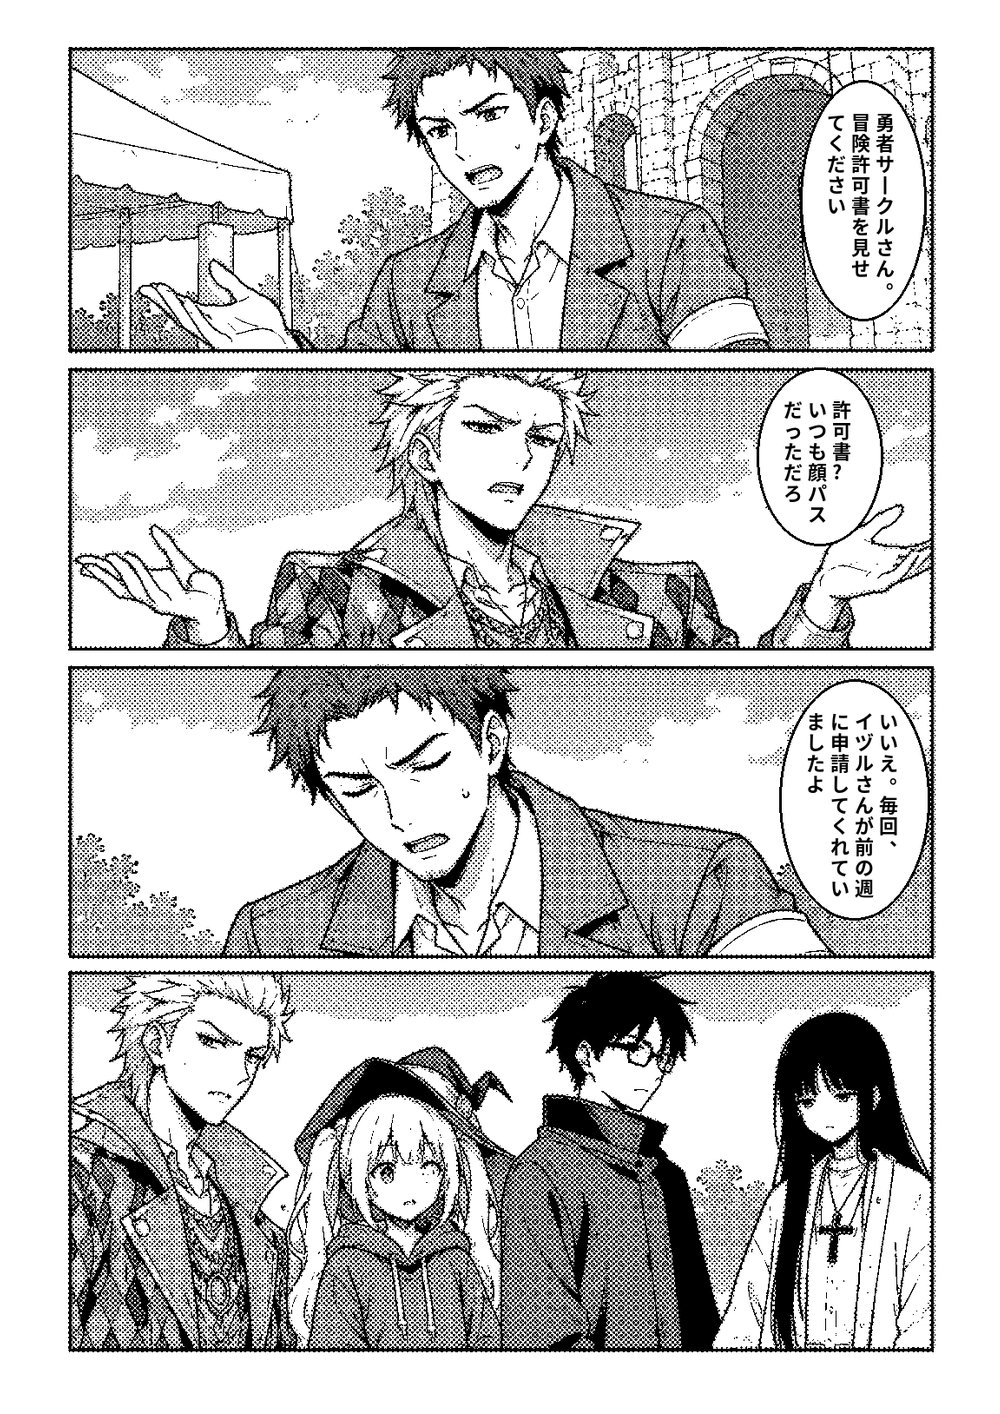 勇者サークルさん。
冒険許可書を見せ
てください
許可書?
いつも顔パス
だっただろ
いいえ。毎回、
イヅルさんが前の週
に申請してくれてい
ましたよ